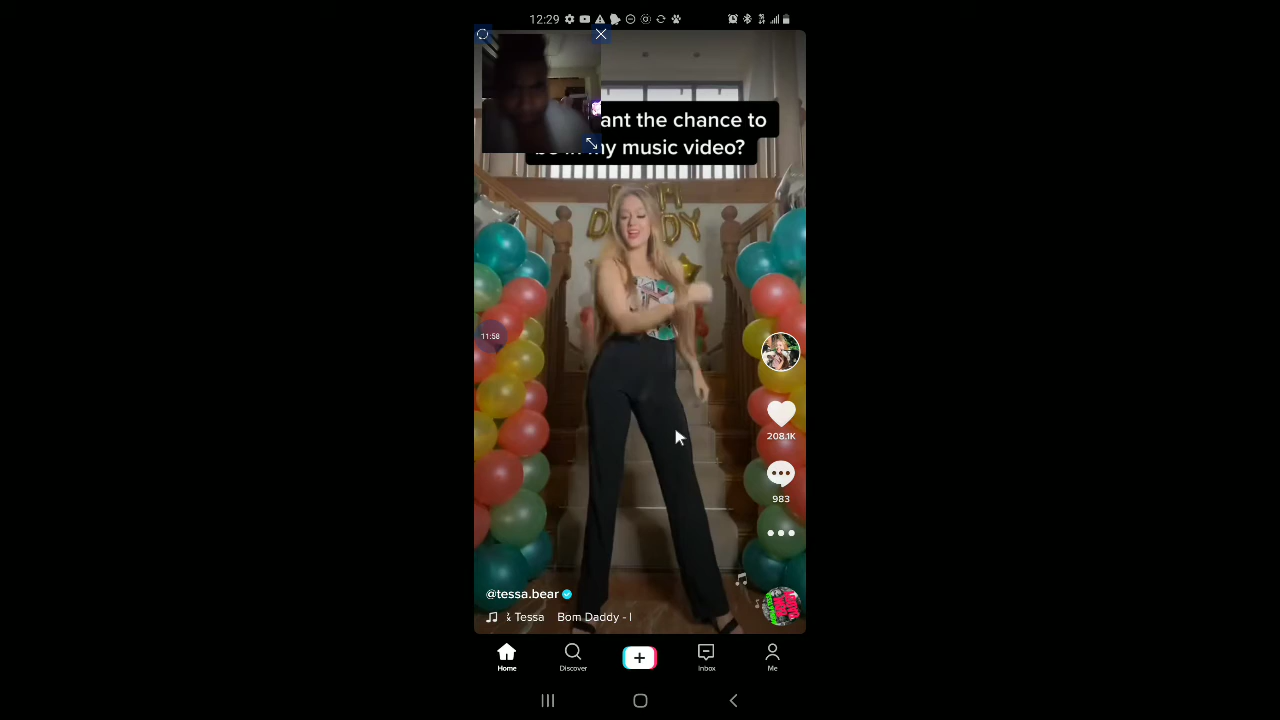 12:29
ant the chance to
my music video?
11:58
208.1K
983
@tessa.bear
Tessa Bom Daddy - I
Home
Discover
Inbox
Me